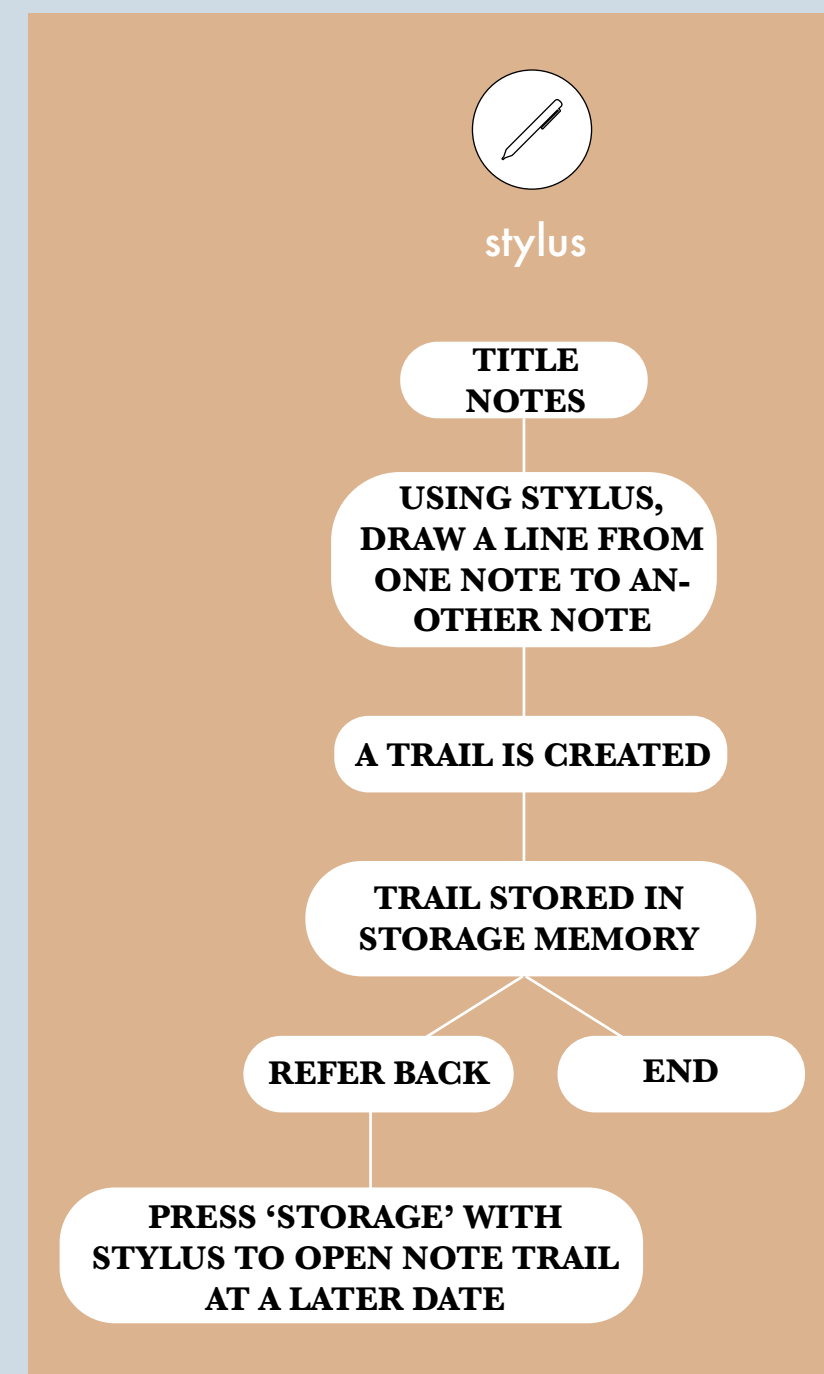 stylus
TITLE
NOTES
USING STYLUS,
DRAW A LINE FROM
ONE NOTE TO AN-
OTHER NOTE
A TRAIL IS CREATED
TRAIL STORED IN
STORAGE MEMORY
REFER BACK
END
PRESS ‘STORAGE’ WITH
STYLUS TO OPEN NOTE TRAIL
AT A LATER DATE